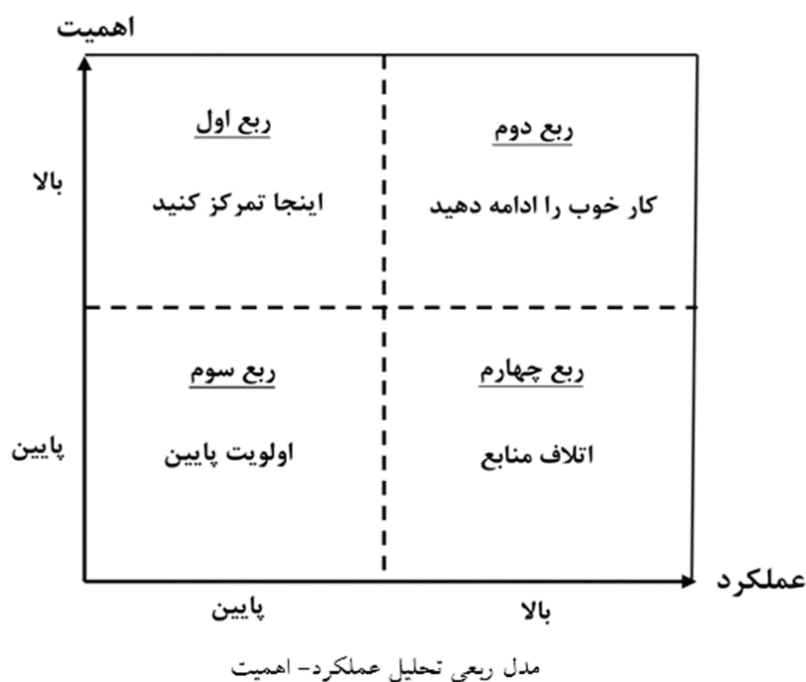 اهمیت
ربع اول
ربع دوم
بالا
اینجا تمرکز کنید
کار خوب را ادامه دهید
ربع سوم
ربع چهارم
پایین
اولویت پایین
اتلاف منابع
عملکرد
پایین
بالا
مدل ربعی تحلیل عملکرد- اهمیت